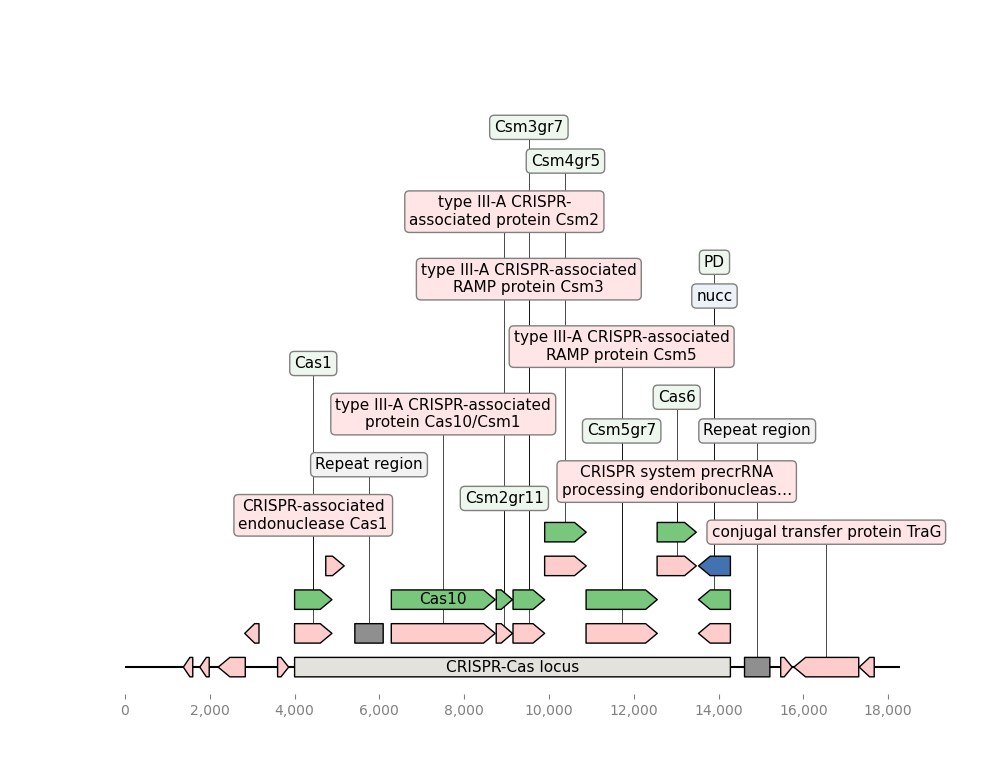 Csm3gr7
Csm4gr5
type III-A CRISPR-
associated protein Csm2
PD
type III-A CRISPR-associated
RAMP protein Csm3
nucc
type III-A CRISPR-associated
RAMP protein Csm5
Cas1
Cas6
type III-A CRISPR-associated
protein Cas10/Csm1
Csm5gr7
Repeat region
Repeat region
CRISPR system precrRNA
processing endoribonucleas...
Csm2gr11
CRISPR-associated
endonuclease Cas1
conjugal transfer protein TraG
Cas10
CRISPR-Cas locus
0
2,000
4,000
6,000
8,000
10,000
12,000
14,000
16,000
18,000